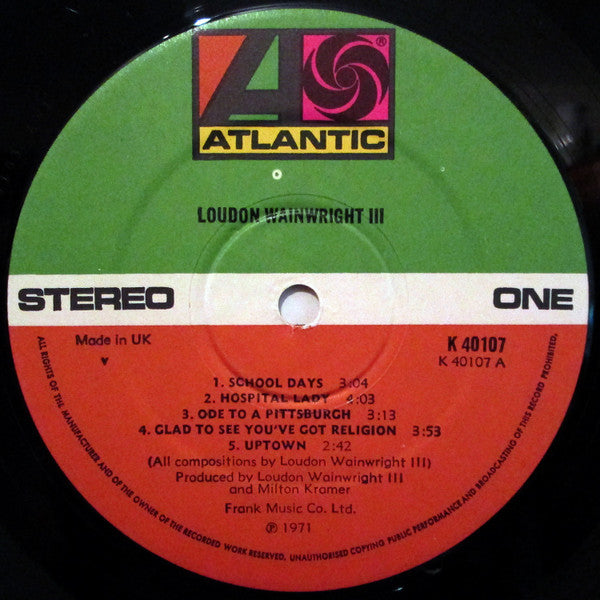 ®
ATLANTIC
LOUDON WAINWRIGHT III
STEREO ONE
Made in UK
K 40107
K 40107 A
1. SCHOOL DAYS 3:04
2. HOSPITAL LADY 4:03
3. ODE TO A PITTSBURGH 3:13
4. GLAD TO SEE YOU'VE GOT RELIGION 3:53
5. UPTOWN 2:42
(All compositions by Loudon Wainwright III)
Produced by Loudon Wainwright III
and Milton Kramer
Frank Music Co. Ltd.
℗ 1971
ALL RIGHTS OF THE MANUFACTURER AND OF THE OWNER OF THE RECORDED WORK RESERVED, UNAUTHORISED COPYING PUBLIC PERFORMANCE AND BROADCASTING OF THIS RECORD PROHIBITED,